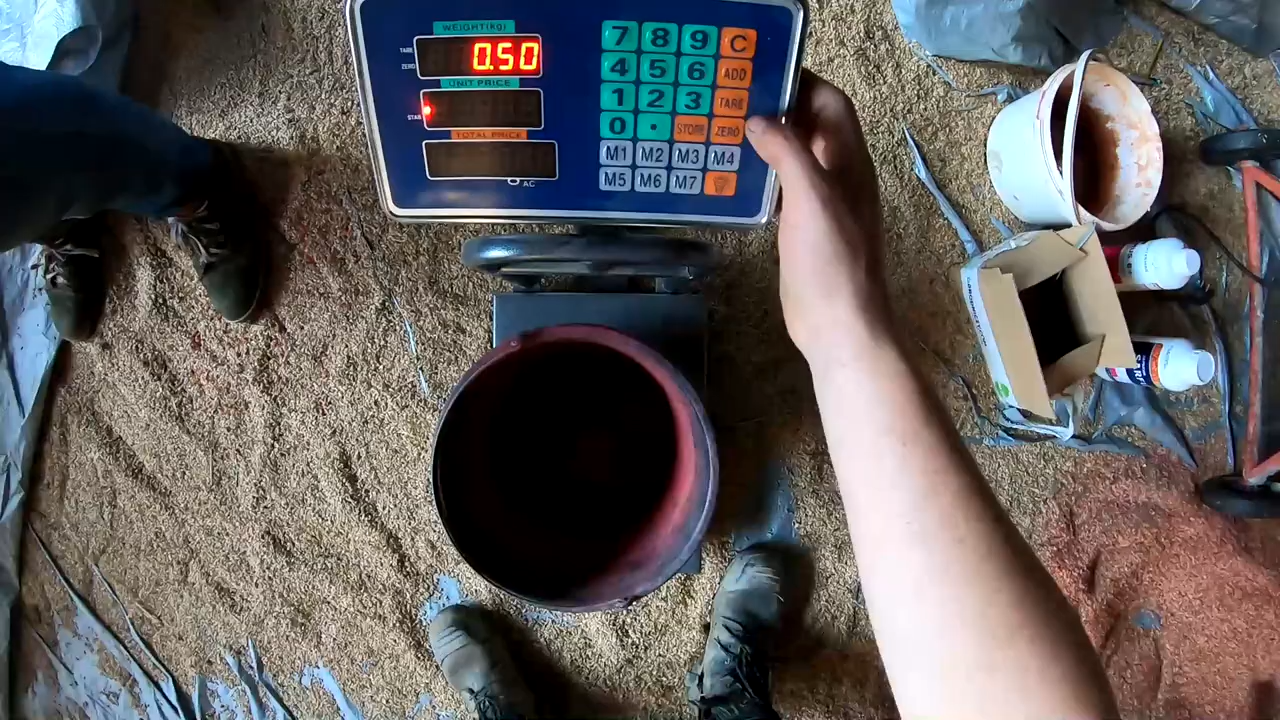 WEIGHT(KG)
TARE
ZERO
0.50
UNIT PRICE
STAB
TOTAL PRICE
AC
7 8 9 C
4 5 6 ADD
1 2 3 TARE
0 . STORE ZERO
M1 M2 M3 M4
M5 M6 M7